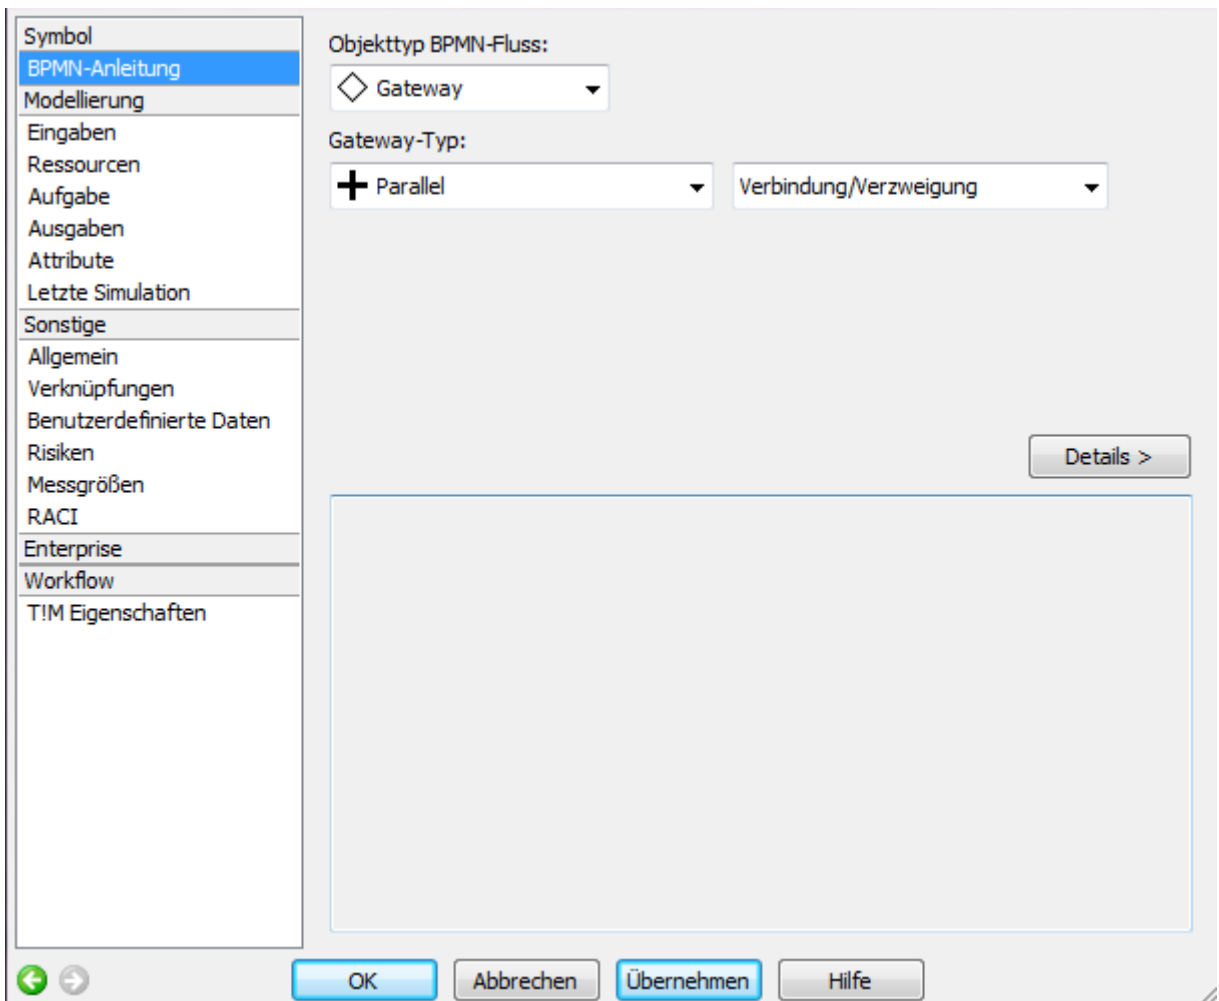 Symbol
BPMN-Anleitung
Modellierung
Eingaben
Ressourcen
Aufgabe
Ausgaben
Attribute
Letzte Simulation
Sonstige
Allgemein
Verknüpfungen
Benutzerdefinierte Daten
Risiken
Messgrößen
RACI
Enterprise
Workflow
T!M Eigenschaften
Objekttyp BPMN-Fluss:
Gateway
Gateway-Typ:
Parallel Verbindung/Verzweigung
Details >
OK Abbrechen Übernehmen Hilfe